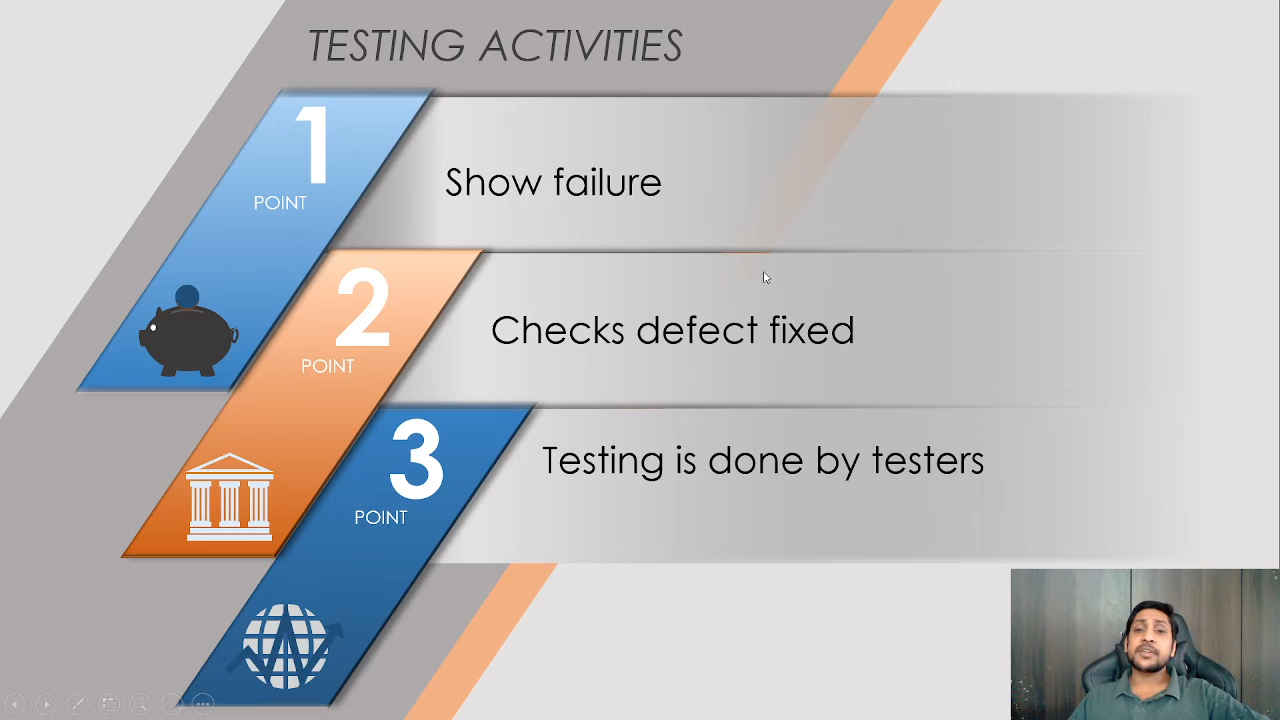 TESTING ACTIVITIES
1
POINT
Show failure
2
POINT
Checks defect fixed
3
POINT
Testing is done by testers